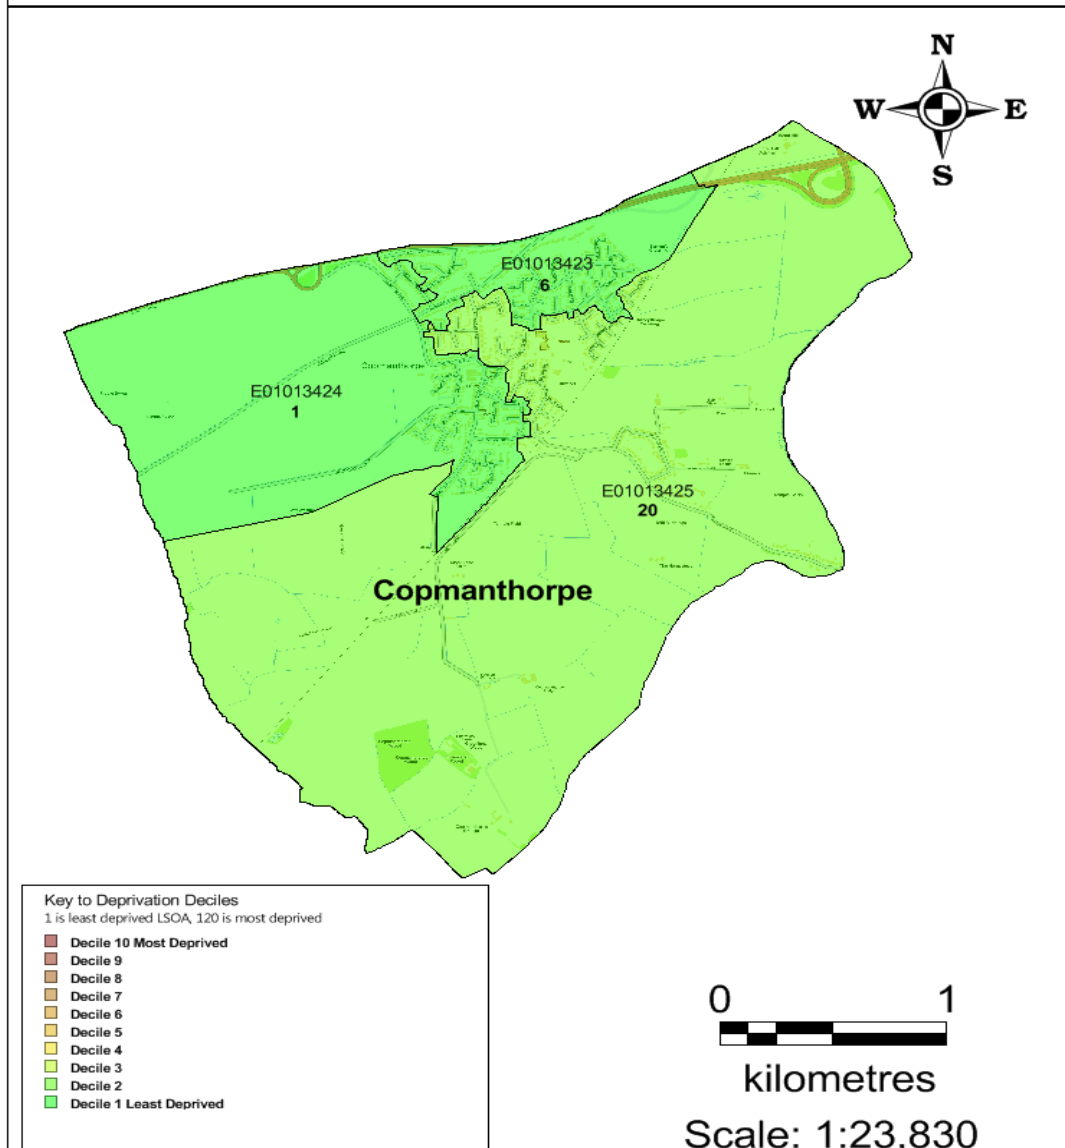 N
W
E
S
E01013423
6
Copmanthorpe
E01013424
1
E01013425
20
Copmanthorpe
Key to Deprivation Deciles
1 is least deprived LSOA, 120 is most deprived
Decile 10 Most Deprived
Decile 9
Decile 8
Decile 7
Decile 6
Decile 5
Decile 4
Decile 3
Decile 2
Decile 1 Least Deprived
0 1
kilometres
Scale: 1:23,830